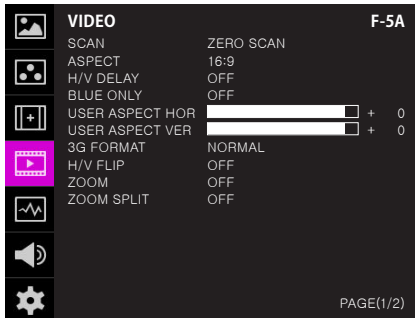 VIDEO F-5A
SCAN ZERO SCAN
ASPECT 16:9
H/V DELAY OFF
BLUE ONLY OFF
USER ASPECT HOR + 0
USER ASPECT VER + 0
3G FORMAT NORMAL
H/V FLIP OFF
ZOOM OFF
ZOOM SPLIT OFF
PAGE(1/2)